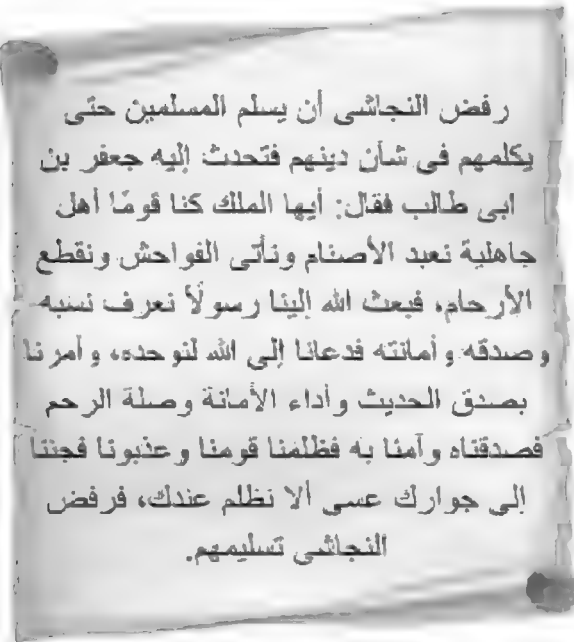 رفض النجاشى أن يسلم المسلمين حتى
يكلمهم فى شأن دينهم فتحدث إليه جعفر بن
ابى طالب فقال: أيها الملك كنا قومًا أهل
جاهلية نعبد الأصنام ونأتى الفواحش ونقطع
الأرحام، فبعث الله إلينا رسولاً نعرف نسبه
وصدقه وأمانته فدعانا إلى الله لنوحده، وأمرنا
بصدق الحديث وأداء الأمانة وصلة الرحم
فصدقناه وآمنا به فظلمنا قومنا وعذبونا فجئنا
إلى جوارك عسى ألا نظلم عندك، فرفض
النجاشى تسليمهم.